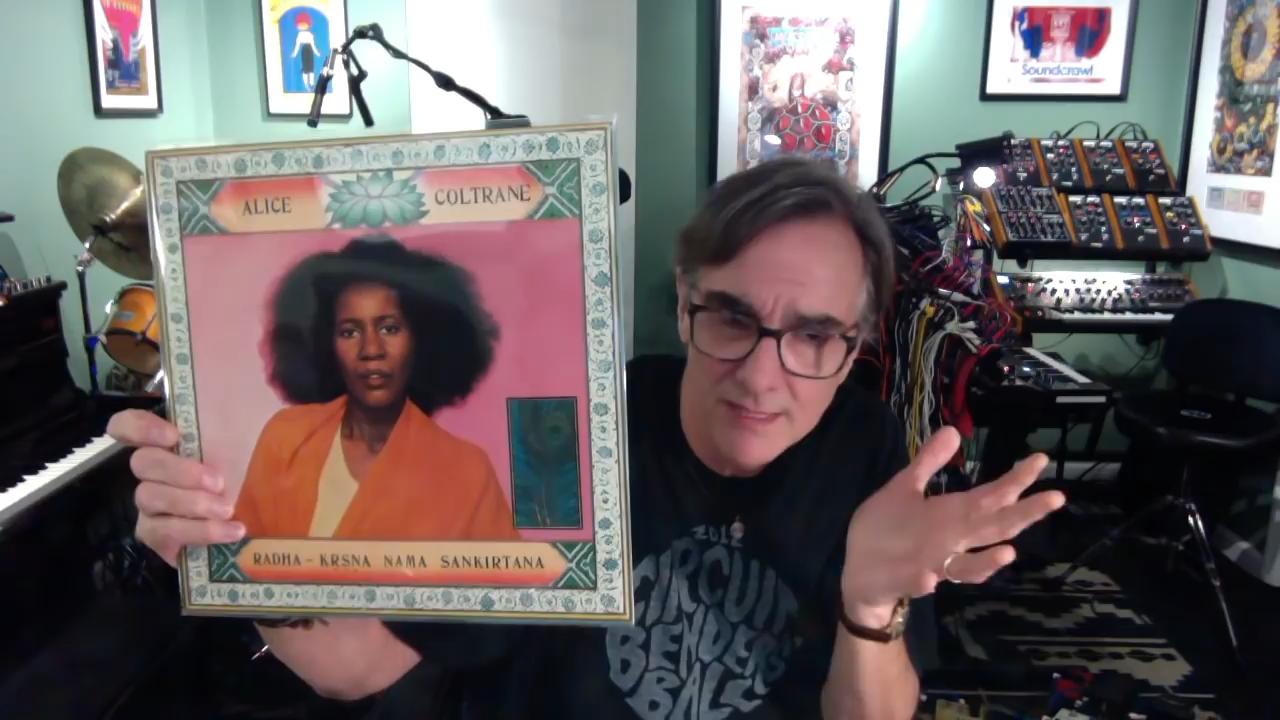 ALICE COLTRANE
RADHA - KRSNA NAMA SANKIRTANA
Soundcrawl
2012
CIRCUIT
BENDERS
BALL